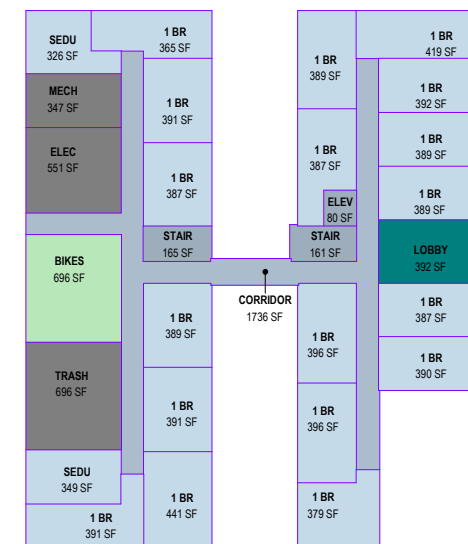 SEDU
326 SF
1 BR
365 SF
MECH
347 SF
1 BR
391 SF
ELEC
551 SF
1 BR
387 SF
STAIR
165 SF
BIKES
696 SF
1 BR
389 SF
TRASH
696 SF
1 BR
391 SF
SEDU
349 SF
1 BR
441 SF
1 BR
391 SF
CORRIDOR
1736 SF
1 BR
389 SF
1 BR
419 SF
1 BR
392 SF
1 BR
387 SF
1 BR
389 SF
ELEV
80 SF
1 BR
389 SF
STAIR
161 SF
LOBBY
392 SF
1 BR
396 SF
1 BR
387 SF
1 BR
396 SF
1 BR
390 SF
1 BR
379 SF